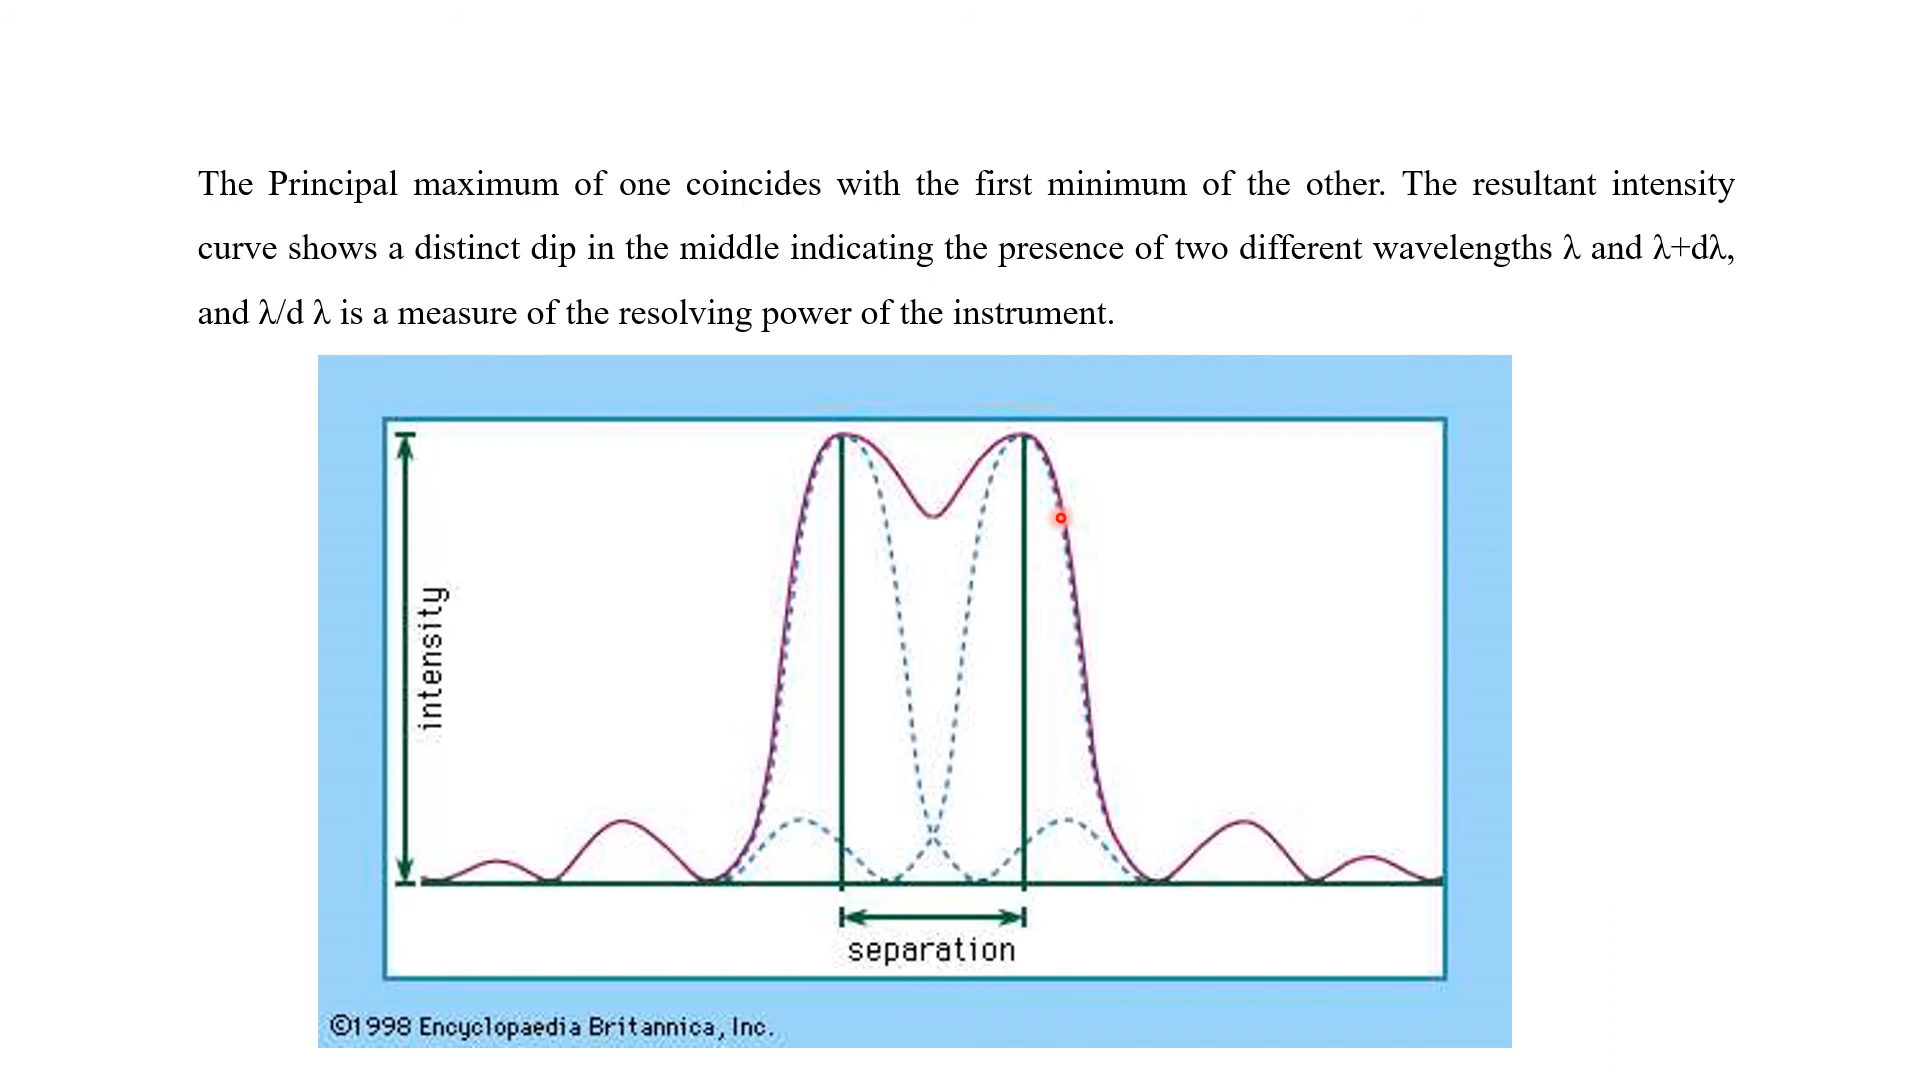 The Principal maximum of one coincides with the first minimum of the other. The resultant intensity
curve shows a distinct dip in the middle indicating the presence of two different wavelengths λ and λ+dλ,
and λ/d λ is a measure of the resolving power of the instrument.
intensity
separation
©1998 Encyclopaedia Britannica, Inc.